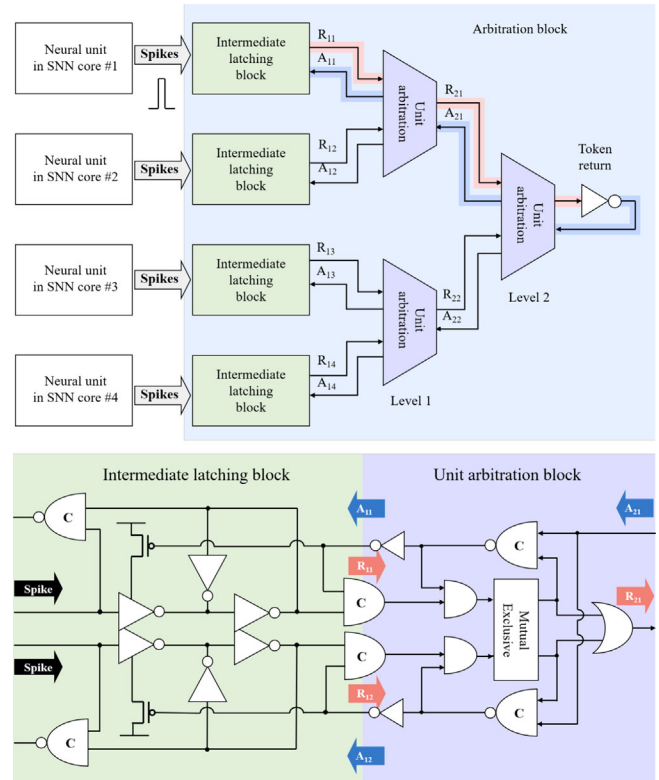 Arbitration block
Neural unit
in SNN core #1
Spikes
Intermediate
latching
block
R11
A11
Unit
arbitration
R21
A21
Token
return
Neural unit
in SNN core #2
Spikes
Intermediate
latching
block
R12
A12
Unit
arbitration
Level 2
Neural unit
in SNN core #3
Spikes
Intermediate
latching
block
R13
A13
Unit
arbitration
R22
A22
Neural unit
in SNN core #4
Spikes
Intermediate
latching
block
R14
A14
Level 1
Intermediate latching block
Unit arbitration block
C
A11
A21
C
R11
Spike
C
R21
Mutual
Exclusive
C
Spike
R12
C
C
A12